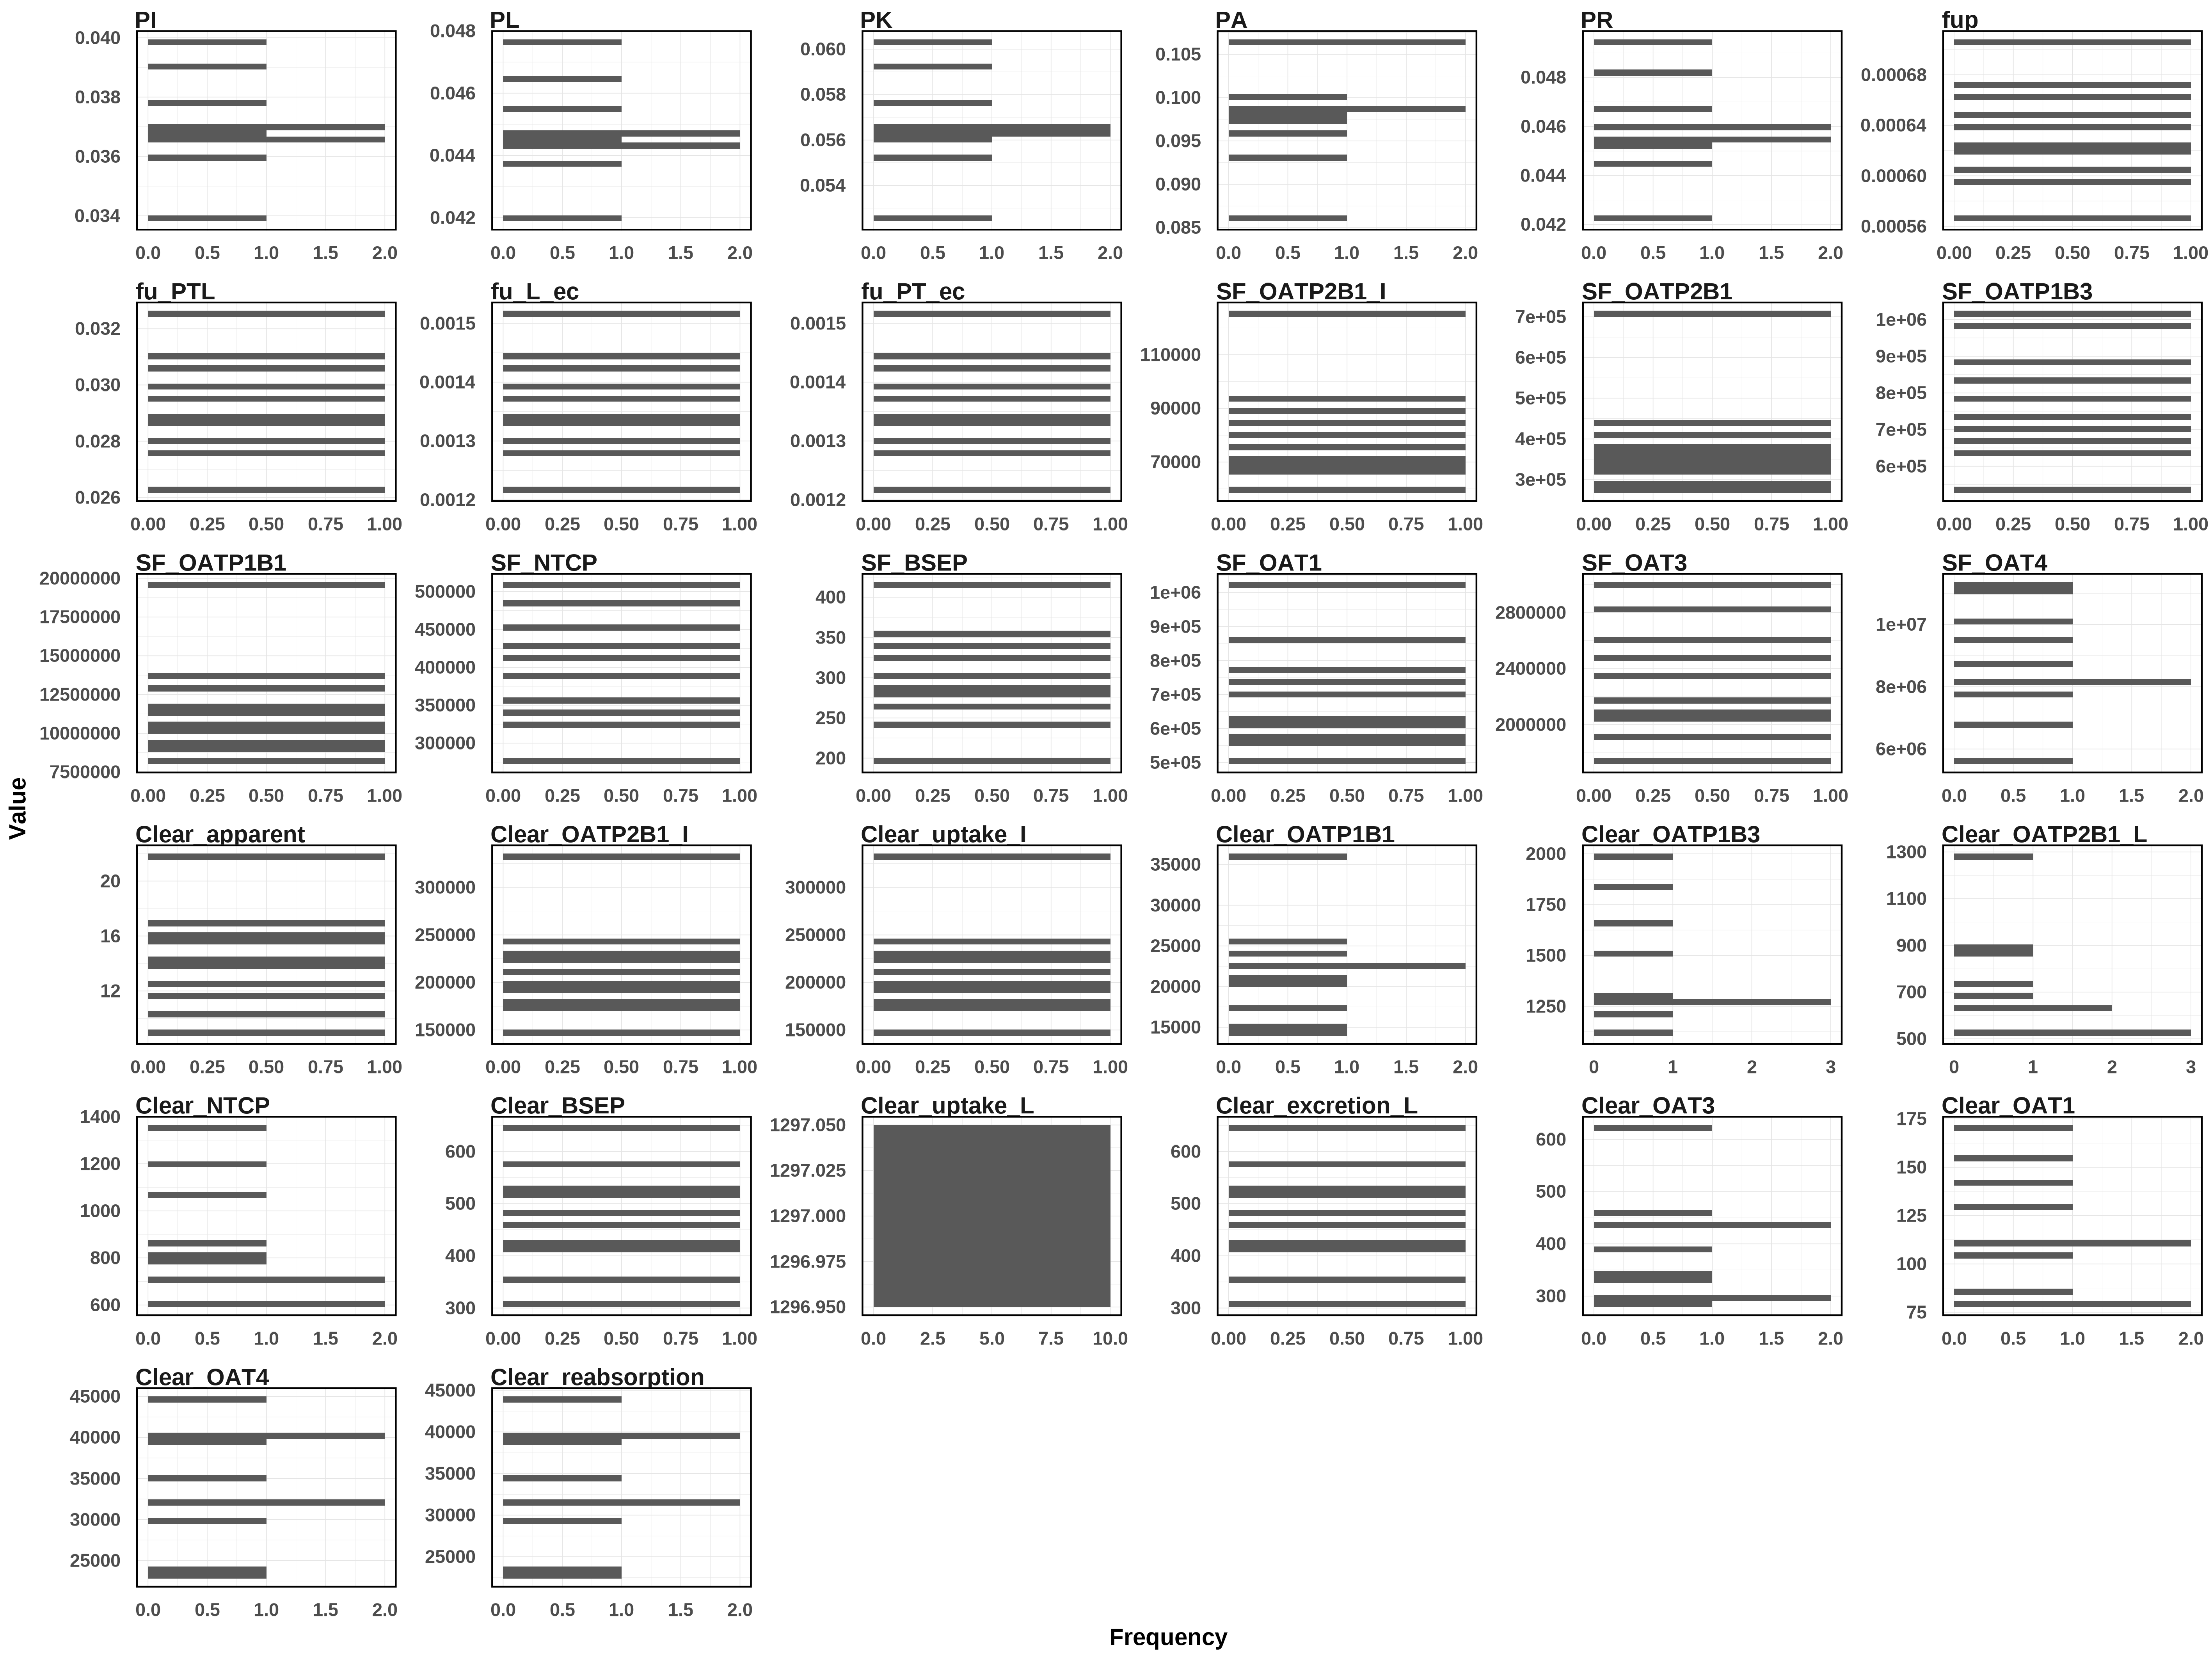 PI PL PK PA PR fup
0.040 0.038 0.036 0.034
0.048 0.046 0.044 0.042
0.060 0.058 0.056 0.054
0.105 0.100 0.095 0.090 0.085
0.048 0.046 0.044 0.042
0.00068 0.00064 0.00060 0.00056
0.0 0.5 1.0 1.5 2.0
0.0 0.5 1.0 1.5 2.0
0.0 0.5 1.0 1.5 2.0
0.0 0.5 1.0 1.5 2.0
0.0 0.5 1.0 1.5 2.0
0.00 0.25 0.50 0.75 1.00
fu_PTL fu_L_ec fu_PT_ec SF_OATP2B1_I SF_OATP2B1 SF_OATP1B3
0.032 0.030 0.028 0.026
0.0015 0.0014 0.0013 0.0012
0.0015 0.0014 0.0013 0.0012
110000 90000 70000
7e+05 6e+05 5e+05 4e+05 3e+05
1e+06 9e+05 8e+05 7e+05 6e+05
0.00 0.25 0.50 0.75 1.00
0.00 0.25 0.50 0.75 1.00
0.00 0.25 0.50 0.75 1.00
0.00 0.25 0.50 0.75 1.00
0.00 0.25 0.50 0.75 1.00
0.00 0.25 0.50 0.75 1.00
SF_OATP1B1 SF_NTCP SF_BSEP SF_OAT1 SF_OAT3 SF_OAT4
20000000 17500000 15000000 12500000 10000000 7500000
500000 450000 400000 350000 300000
400 350 300 250 200
1e+06 9e+05 8e+05 7e+05 6e+05 5e+05
2800000 2400000 2000000
1e+07 8e+06 6e+06
0.00 0.25 0.50 0.75 1.00
0.00 0.25 0.50 0.75 1.00
0.00 0.25 0.50 0.75 1.00
0.00 0.25 0.50 0.75 1.00
0.00 0.25 0.50 0.75 1.00
0.0 0.5 1.0 1.5 2.0
Value
Clear_apparent Clear_OATP2B1_I Clear_uptake_I Clear_OATP1B1 Clear_OATP1B3 Clear_OATP2B1_L
20 16 12
300000 250000 200000 150000
300000 250000 200000 150000
35000 30000 25000 20000 15000
2000 1750 1500 1250
1300 1100 900 700 500
0.00 0.25 0.50 0.75 1.00
0.00 0.25 0.50 0.75 1.00
0.00 0.25 0.50 0.75 1.00
0.0 0.5 1.0 1.5 2.0
0 1 2 3
0 1 2 3
Clear_NTCP Clear_BSEP Clear_uptake_L Clear_excretion_L Clear_OAT3 Clear_OAT1
1400 1200 1000 800 600
600 500 400 300
1297.050 1297.025 1297.000 1296.975 1296.950
600 500 400 300
600 500 400 300
175 150 125 100 75
0.0 0.5 1.0 1.5 2.0
0.00 0.25 0.50 0.75 1.00
0.0 2.5 5.0 7.5 10.0
0.00 0.25 0.50 0.75 1.00
0.0 0.5 1.0 1.5 2.0
0.0 0.5 1.0 1.5 2.0
Clear_OAT4 Clear_reabsorption
45000 40000 35000 30000 25000
45000 40000 35000 30000 25000
0.0 0.5 1.0 1.5 2.0
0.0 0.5 1.0 1.5 2.0
Frequency